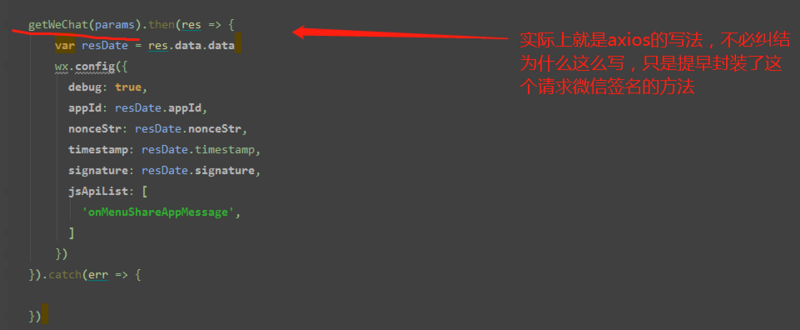 getWeChat(params).then(res => {
var resDate = res.data.data
wx.config({
debug: true,
appId: resDate.appId,
nonceStr: resDate.nonceStr,
timestamp: resDate.timestamp,
signature: resDate.signature,
jsApiList: [
'onMenuShareAppMessage',
]
})
}).catch(err => {
})
实际上就是axios的写法，不必纠结
为什么这么写，只是提早封装了这
个请求微信签名的方法